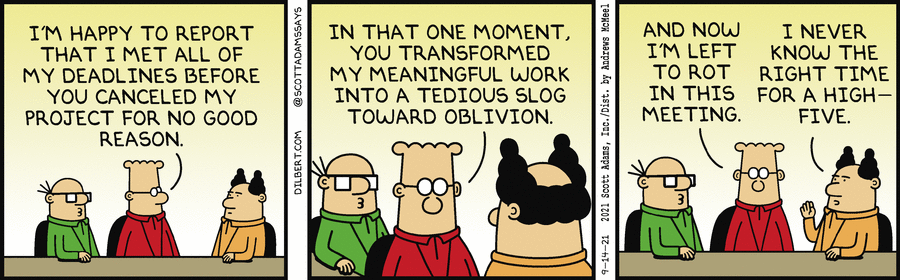 I'M HAPPY TO REPORT
THAT I MET ALL OF
MY DEADLINES BEFORE
YOU CANCELED MY
PROJECT FOR NO GOOD
REASON.
DILBERT.COM @SCOTTADAMSSAYS
IN THAT ONE MOMENT,
YOU TRANSFORMED
MY MEANINGFUL WORK
INTO A TEDIOUS SLOG
TOWARD OBLIVION.
9-14-21 2021 Scott Adams, Inc./Dist. by Andrews McMeel
AND NOW
I'M LEFT
TO ROT
IN THIS
MEETING.
I NEVER
KNOW THE
RIGHT TIME
FOR A HIGH-
FIVE.